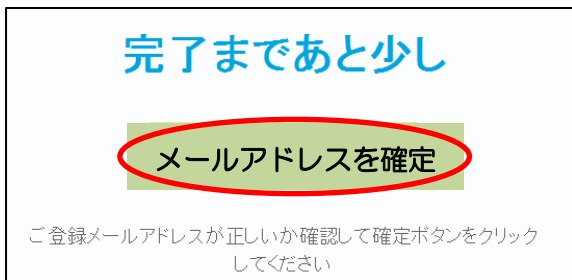 完了まであと少し
メールアドレスを確定
ご登録メールアドレスが正しいか確認して確定ボタンをクリック
してください